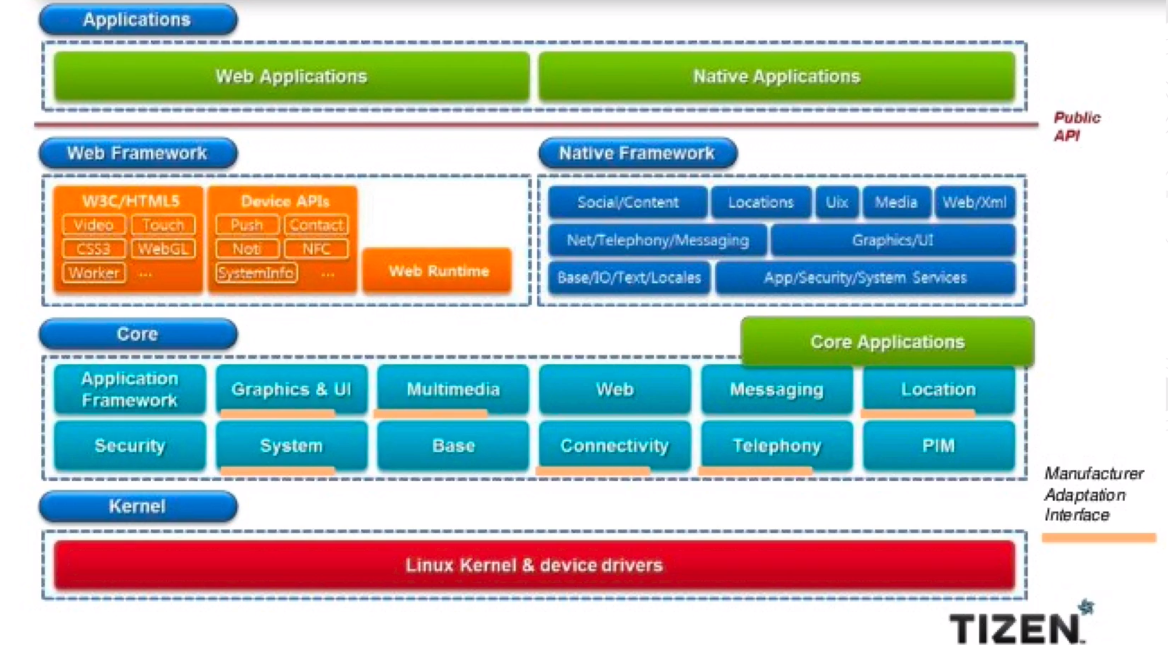 Applications
Web Applications
Native Applications
Public
API
Web Framework
Native Framework
W3C/HTML5
Video
Touch
CSS3
WebGL
Worker
...
Device APIs
Push
Contact
Noti
NFC
SystemInfo
...
Web Runtime
Social/Content
Locations
Uix
Media
Web/Xml
Net/Telephony/Messaging
Graphics/UI
Base/IO/Text/Locales
App/Security/System Services
Core
Core Applications
Application
Framework
Graphics & UI
Multimedia
Web
Messaging
Location
Security
System
Base
Connectivity
Telephony
PIM
Manufacturer
Adaptation
Interface
Kernel
Linux Kernel & device drivers
TIZEN